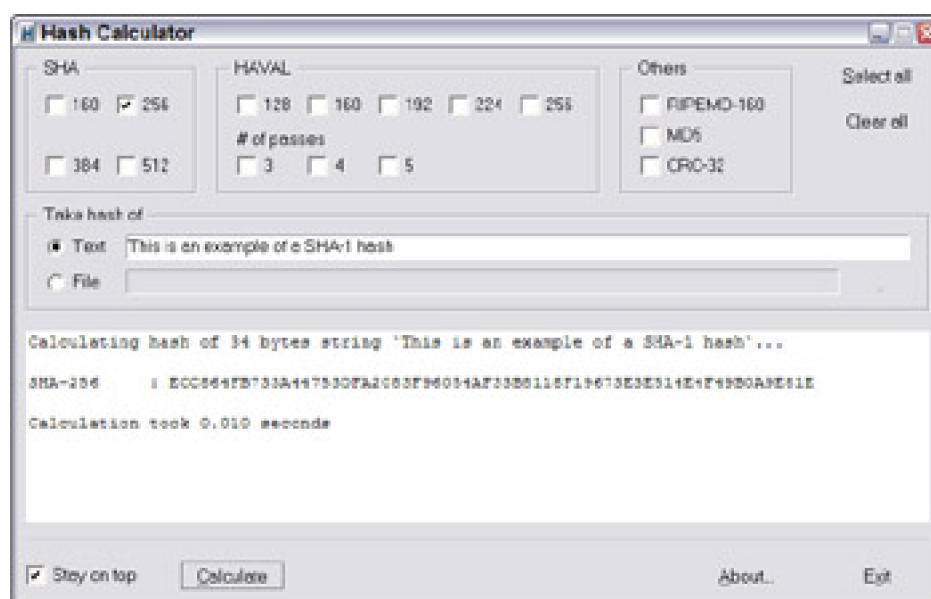 Hash Calculator
SHA
160 256
384 512
HAVAL
128 160 192 224 256
# of passes
3 4 5
Others
RIPEMD-160
MD5
CRC-32
Select all
Clear all
Take hash of
Text This is an example of a SHA-1 hash
File
Calculating hash of 34 bytes string 'This is an example of a SHA-1 hash'...
SHA-256 :
Calculation took 0.010 seconds
Stay on top Calculate About... Exit